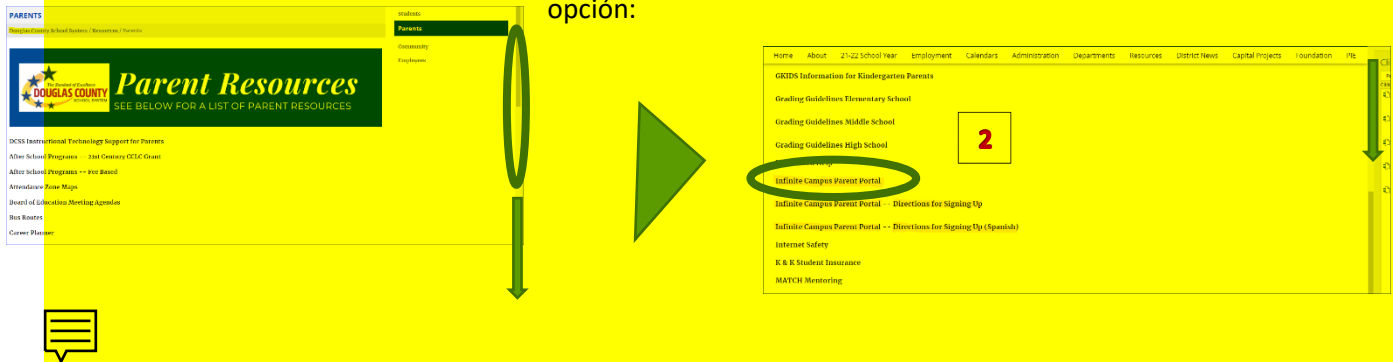 opción:
PARENTS
Douglas County School System / Resources / Parents
Students
Parents
Community
Employees
The Standard of Excellence
DOUGLAS COUNTY
SCHOOL SYSTEM
Parent Resources
SEE BELOW FOR A LIST OF PARENT RESOURCES
DCSS Instructional Technology Support for Parents
After School Programs -- 21st Century CCLC Grant
After School Programs -- Fee Based
Attendance Zone Maps
Board of Education Meeting Agendas
Bus Routes
Career Planner
Home About 21-22 School Year Employment Calendars Administration Departments Resources District News Capital Projects Foundation PIE
GKIDS Information for Kindergarten Parents
Grading Guidelines Elementary School
Grading Guidelines Middle School
Grading Guidelines High School
2
Infinite Campus Parent Portal
Infinite Campus Parent Portal -- Directions for Signing Up
Infinite Campus Parent Portal -- Directions for Signing Up (Spanish)
Internet Safety
K & K Student Insurance
MATCH Mentoring